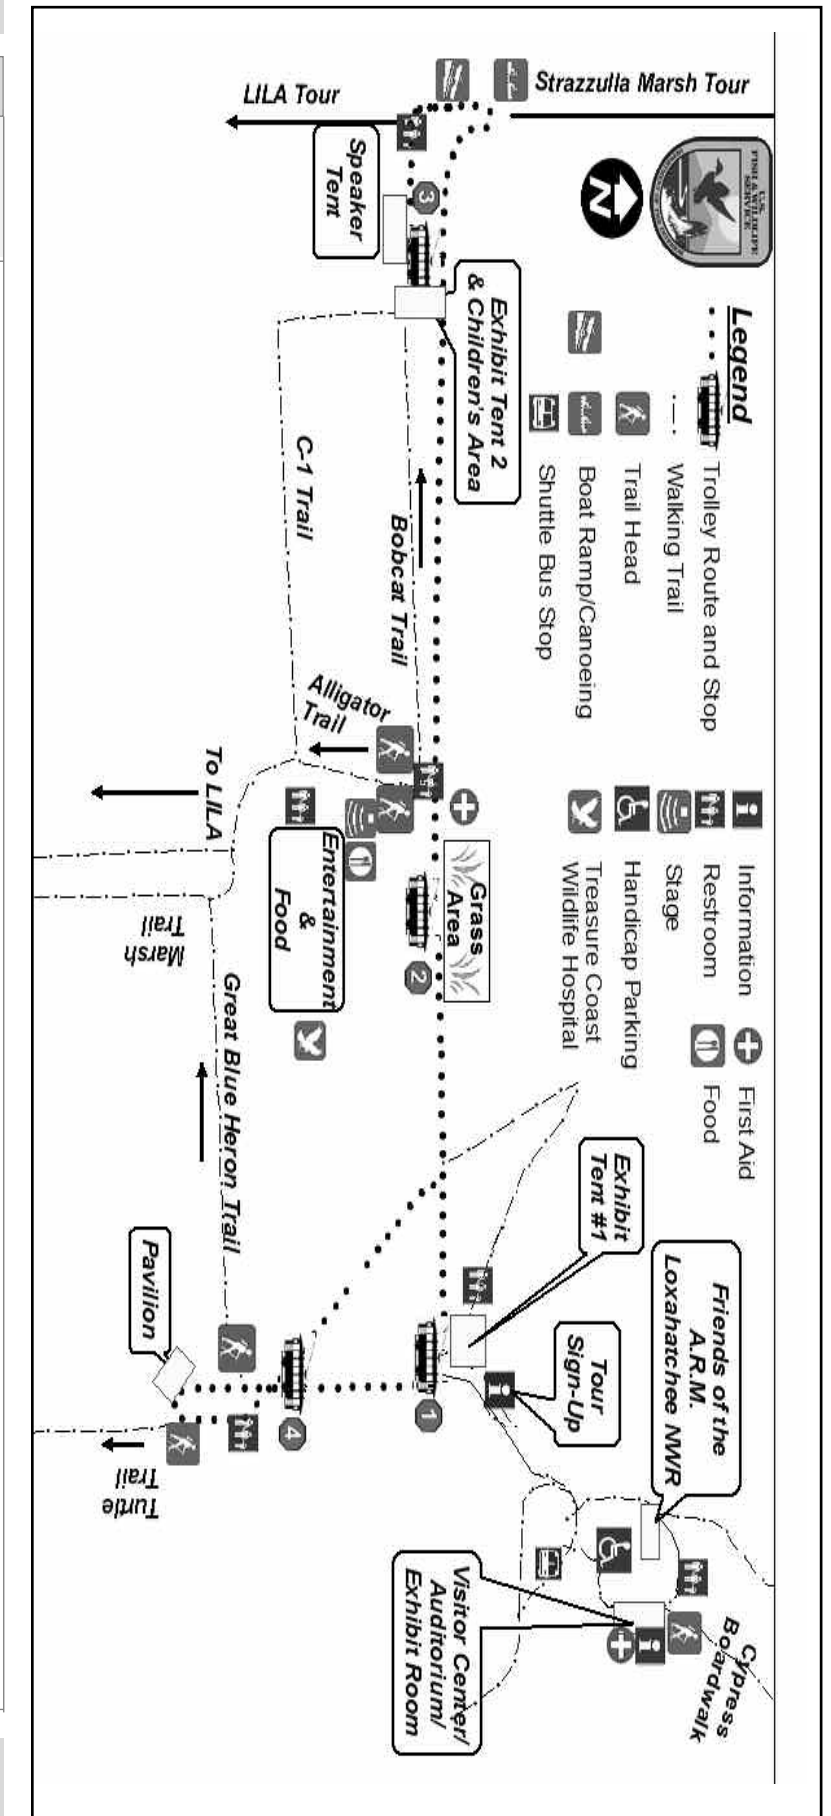 Strazzulla Marsh Tour
LILA Tour
U.S.
FISH & WILDLIFE
SERVICE
N
Legend
Trolley Route and Stop
Walking Trail
Trail Head
Boat Ramp/Canoeing
Shuttle Bus Stop
Information
Restroom
Stage
Handicap Parking
Treasure Coast
Wildlife Hospital
First Aid
Food
Speaker
Tent
3
Exhibit Tent 2
& Children's Area
C-1 Trail
Bobcat Trail
Alligator
Trail
To LILA
Entertainment
&
Food
Grass
Area
2
Marsh
Trail
Great Blue Heron Trail
Exhibit
Tent #1
Friends of the
A.R.M.
Loxahatchee NWR
Tour
Sign-Up
Pavilion
1
4
Turtle
Trail
Visitor Center/
Auditorium/
Exhibit Room
Cypress
Boardwalk